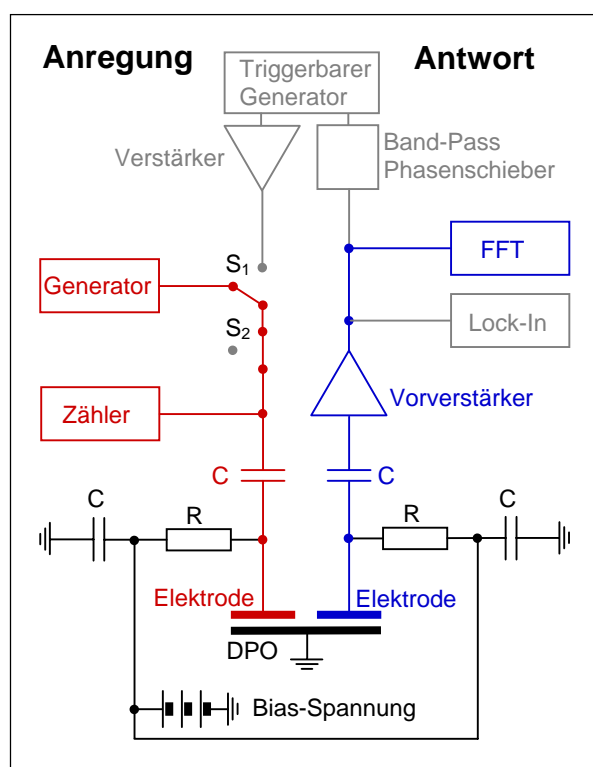 Anregung
Antwort
Triggerbarer
Generator
Verstärker
Band-Pass
Phasenschieber
S1
FFT
Generator
S2
Lock-In
Zähler
Vorverstärker
C
C
C
R
R
C
Elektrode
Elektrode
DPO
Bias-Spannung